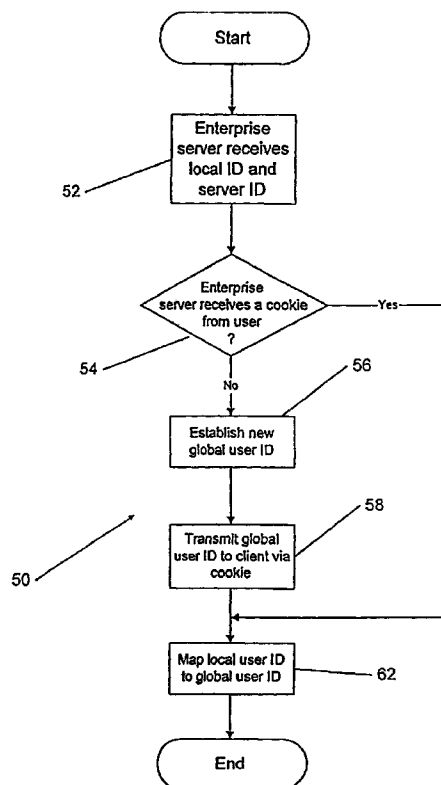 Start
Enterprise
server receives
local ID and
server ID
52
Enterprise
server receives a cookie
from user
?
Yes
54
No
56
Establish new
global user ID
58
Transmit global
user ID to client via
cookie
50
Map local user ID
to global user ID
62
End